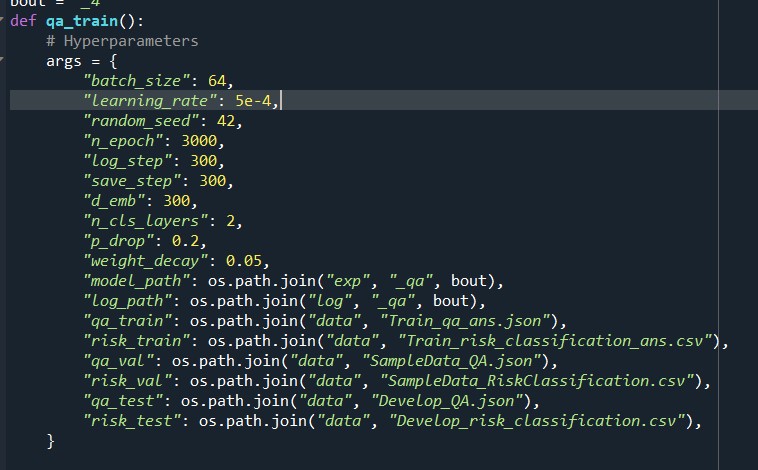 bout = "_4"
def qa_train():
    # Hyperparameters
    args = {
        "batch_size": 64,
        "learning_rate": 5e-4,
        "random_seed": 42,
        "n_epoch": 3000,
        "log_step": 300,
        "save_step": 300,
        "d_emb": 300,
        "n_cls_layers": 2,
        "p_drop": 0.2,
        "weight_decay": 0.05,
        "model_path": os.path.join("exp", "_qa", bout),
        "log_path": os.path.join("log", "_qa", bout),
        "qa_train": os.path.join("data", "Train_qa_ans.json"),
        "risk_train": os.path.join("data", "Train_risk_classification_ans.csv"),
        "qa_val": os.path.join("data", "SampleData_QA.json"),
        "risk_val": os.path.join("data", "SampleData_RiskClassification.csv"),
        "qa_test": os.path.join("data", "Develop_QA.json"),
        "risk_test": os.path.join("data", "Develop_risk_classification.csv"),
    }